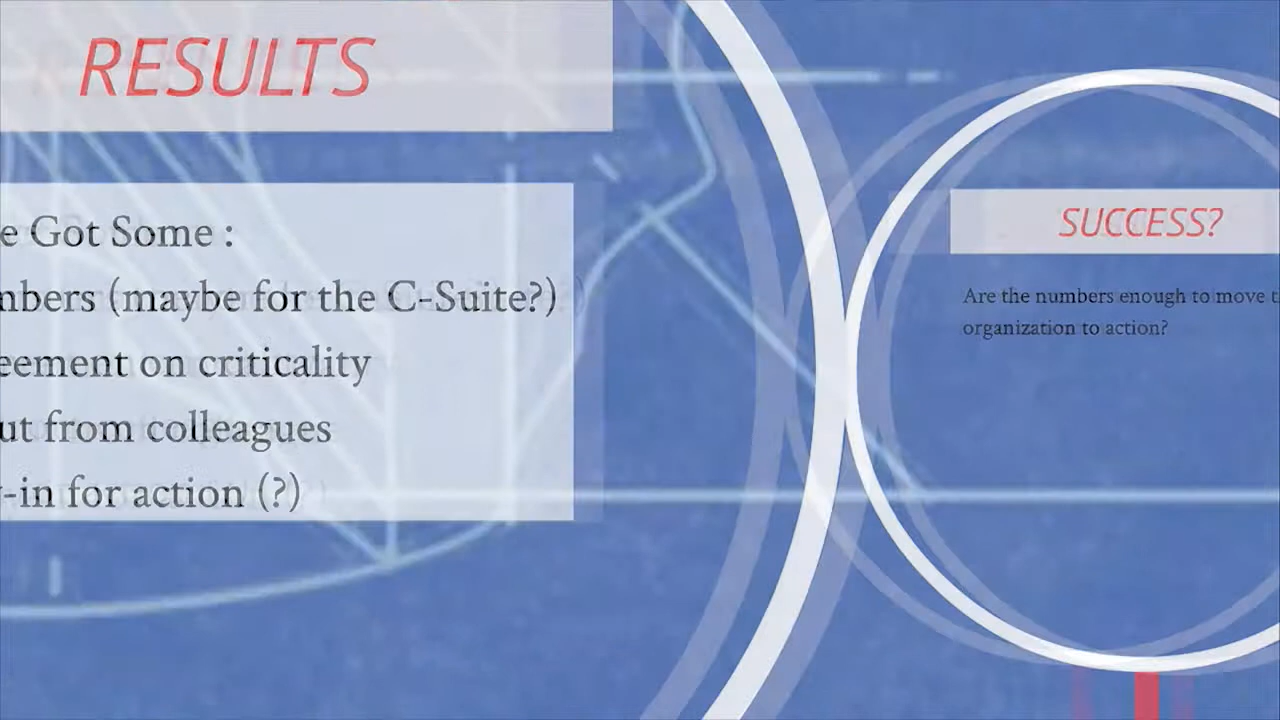 RESULTS
e Got Some :
mbers (maybe for the C-Suite?)
eement on criticality
ut from colleagues
-in for action (?)
SUCCESS?
Are the numbers enough to move t
organization to action?